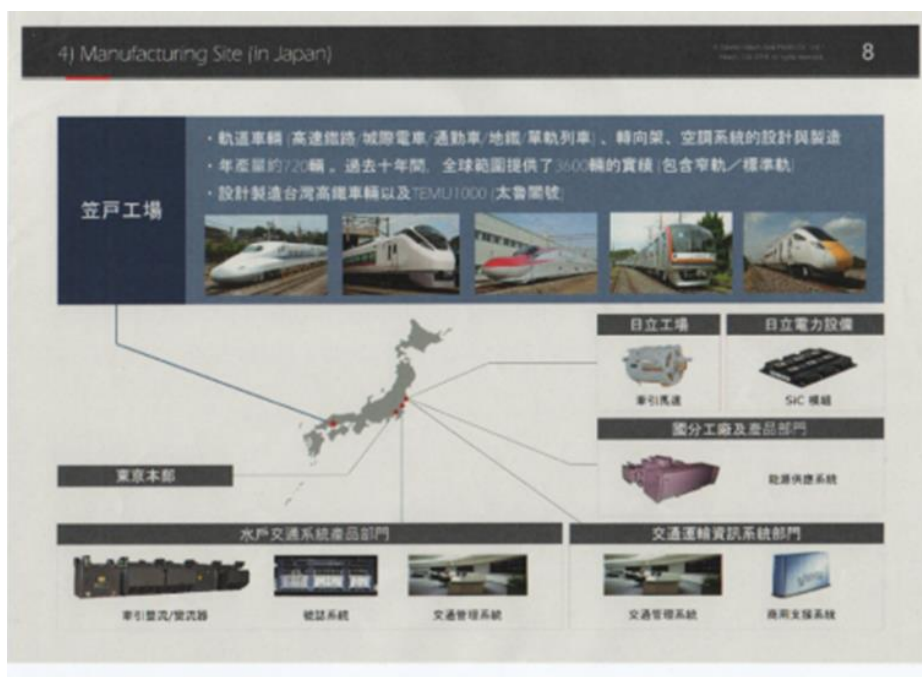 4) Manufacturing Site (in Japan)
8
笠戶工場
・軌道車輛 (高速鐵路/城際電車/通勤車/地鐵/單軌列車)、轉向架、空調系統的設計與製造
・年產量約720輛。過去十年間，全球範圍提供了3600輛的實績(包含窄軌／標準軌)
・設計製造台灣高鐵車輛以及TEMU1000 (太魯閣號)
日立工場
日立電力設備
牽引馬達
SiC 模組
國分工廠及產品部門
能源供應系統
東京本部
水戶交通系統產品部門
交通運輸資訊系統部門
牽引整流/變流器
號誌系統
交通管理系統
交通管理系統
商用支援系統